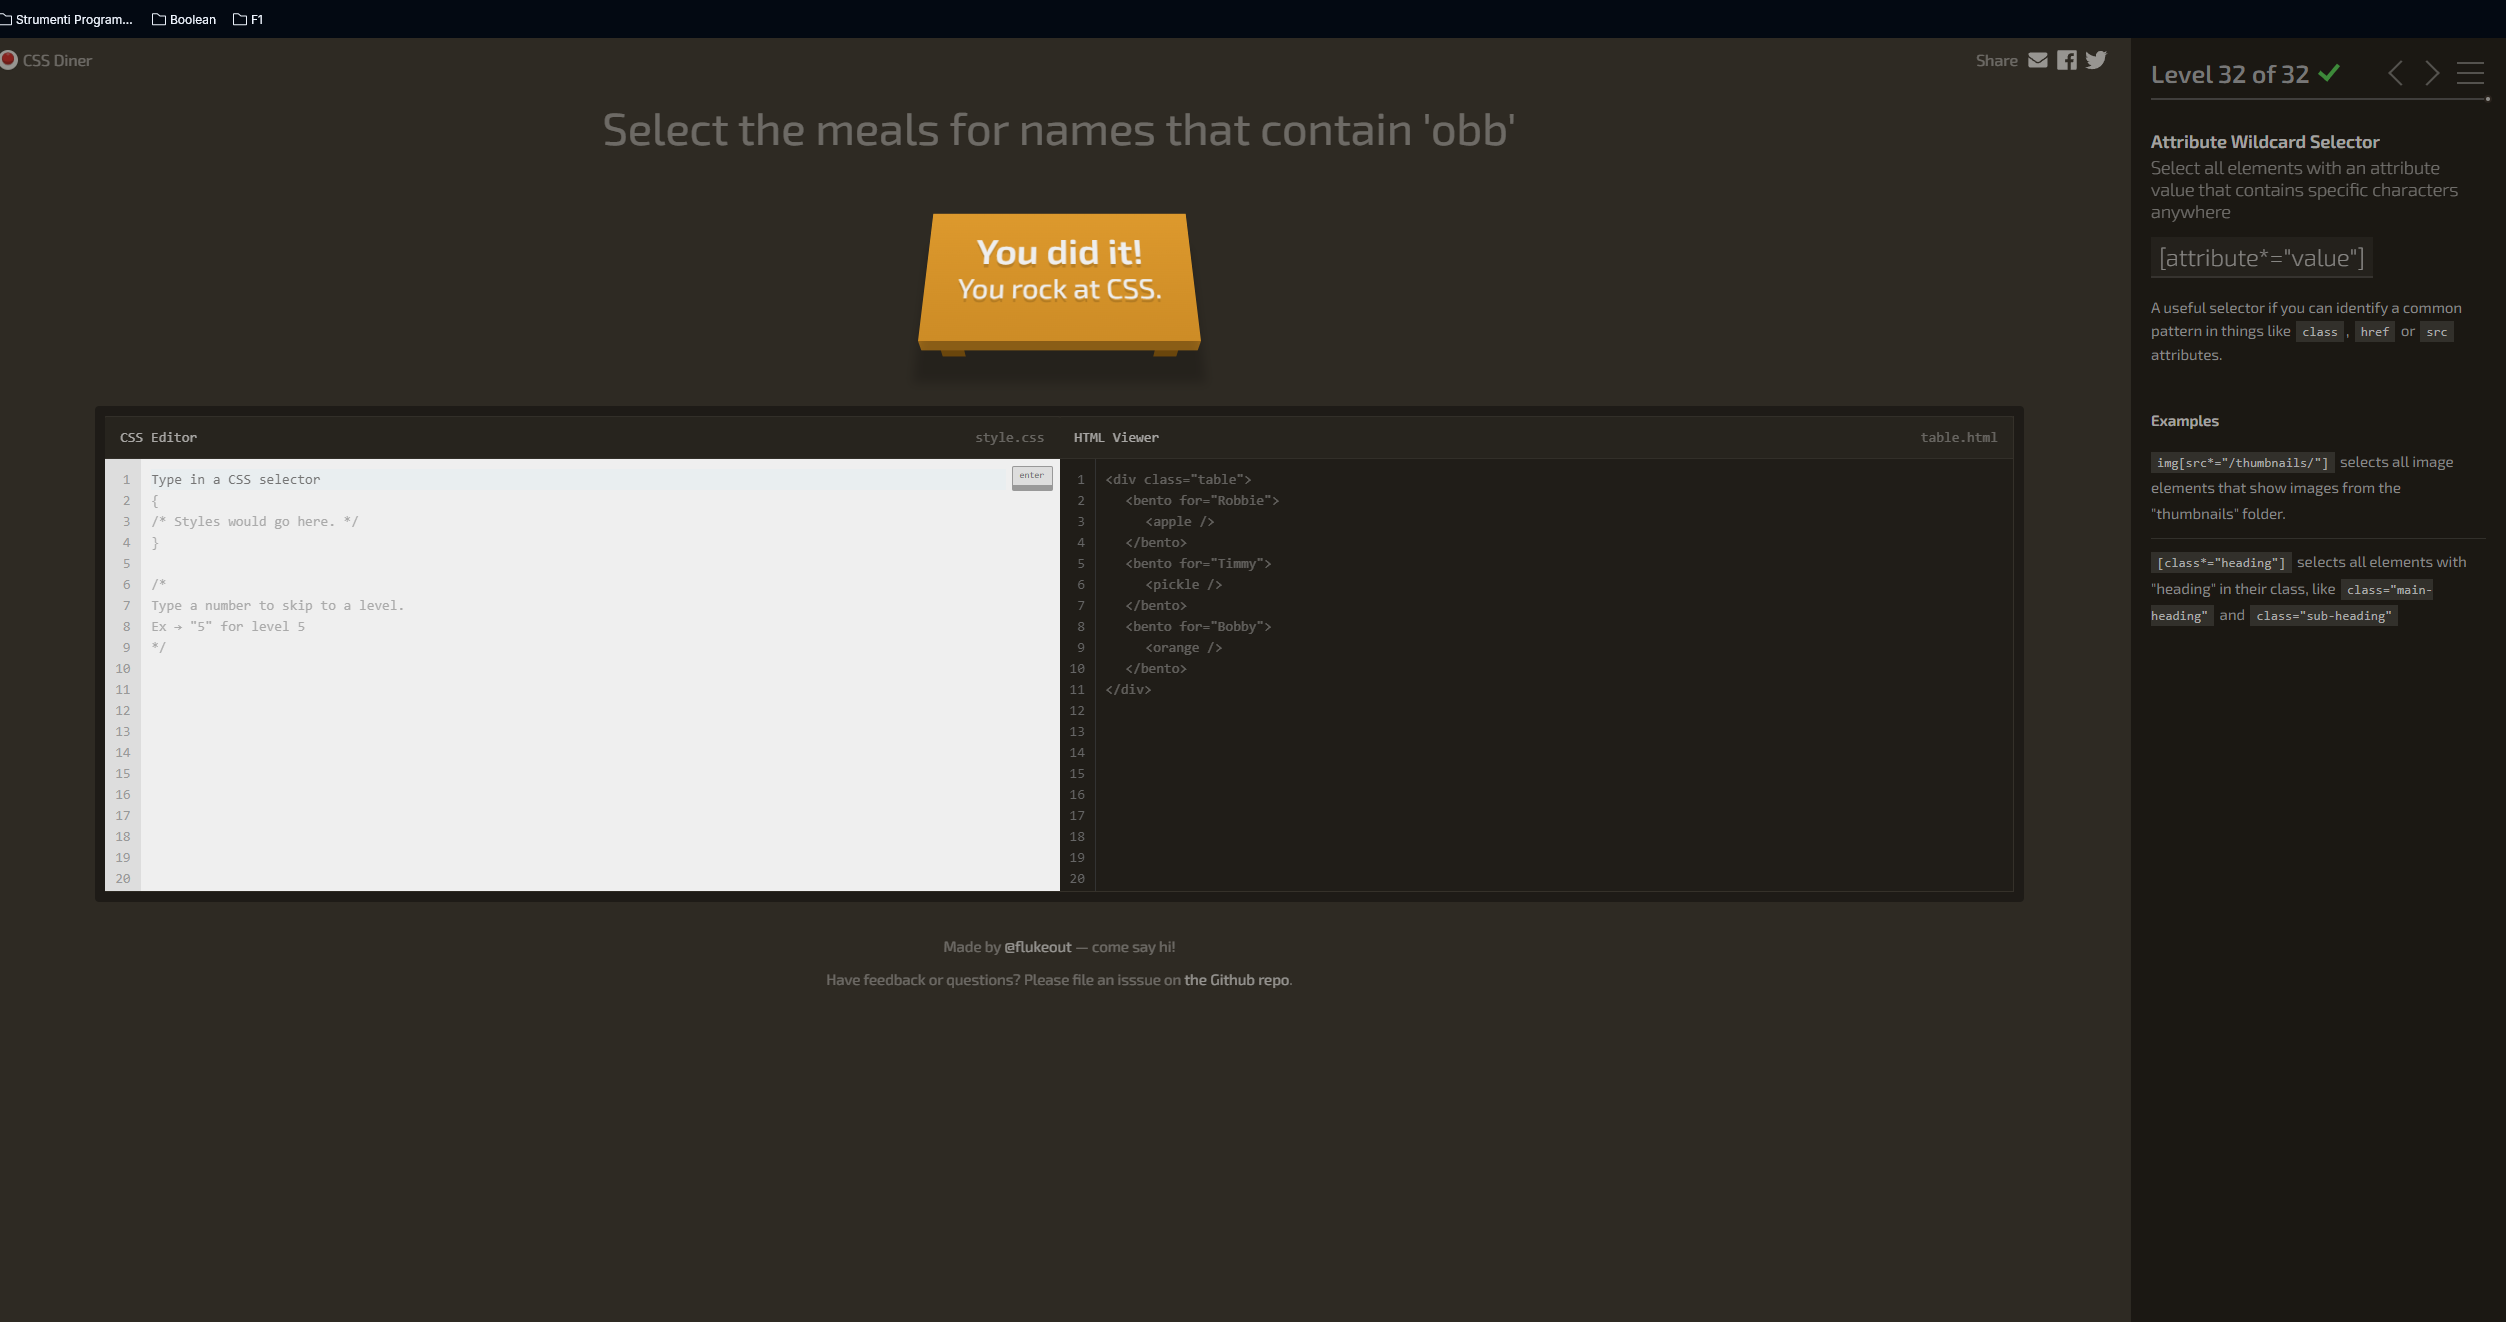 Strumenti Program... Boolean F1
CSS Diner
Share
Select the meals for names that contain 'obb'
You did it!
You rock at CSS.
CSS Editor style.css
enter
1 Type in a CSS selector
2 {
3 /* Styles would go here. */
4 }
5
6 /*
7 Type a number to skip to a level.
8 Ex → "5" for level 5
9 */
10
11
12
13
14
15
16
17
18
19
20
HTML Viewer table.html
1 <div class="table">
2 <bento for="Robbie">
3 <apple />
4 </bento>
5 <bento for="Timmy">
6 <pickle />
7 </bento>
8 <bento for="Bobby">
9 <orange />
10 </bento>
11 </div>
12
13
14
15
16
17
18
19
20
Made by @flukeout — come say hi!
Have feedback or questions? Please file an isssue on the Github repo.
Level 32 of 32
Attribute Wildcard Selector
Select all elements with an attribute
value that contains specific characters
anywhere
[attribute*="value"]
A useful selector if you can identify a common
pattern in things like class, href or src
attributes.
Examples
img[src*="/thumbnails/"] selects all image
elements that show images from the
"thumbnails" folder.
[class*="heading"] selects all elements with
"heading" in their class, like class="main-
heading" and class="sub-heading"